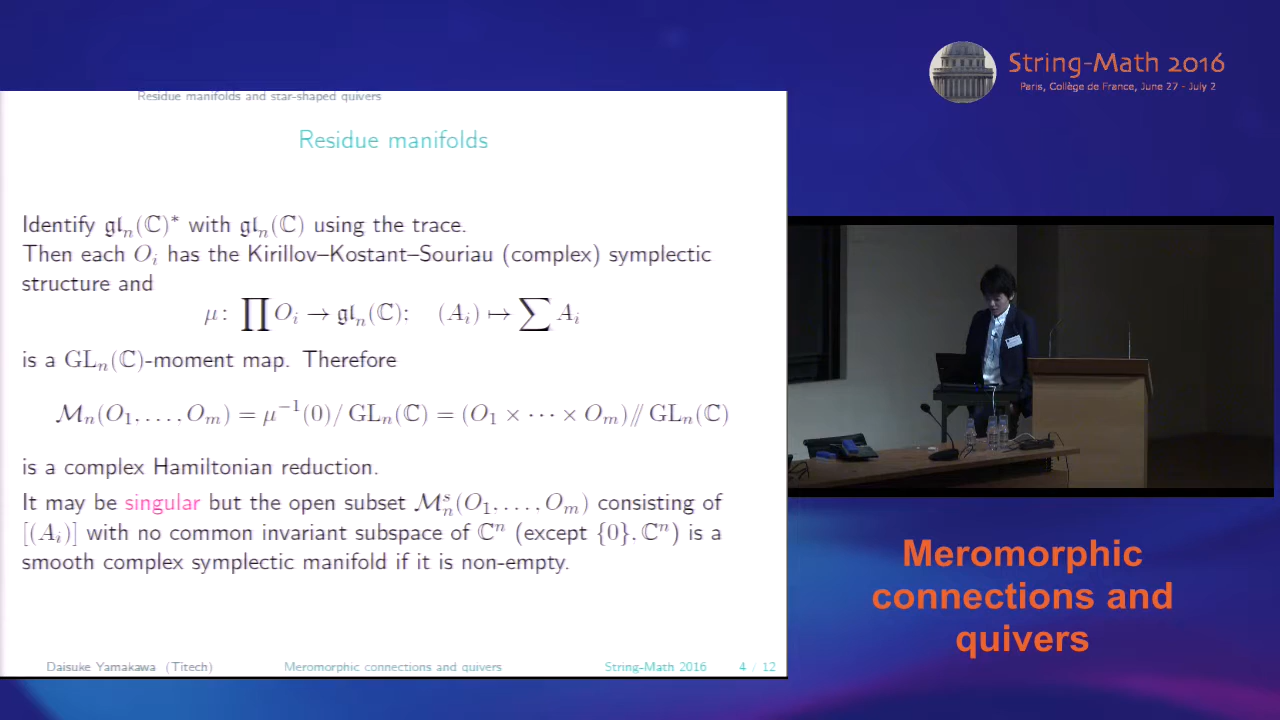 String-Math 2016
Paris, Collège de France, June 27 - July 2
Residue manifolds and star-shaped quivers
Residue manifolds
Identify 𝔤𝔩ₙ(ℂ)* with 𝔤𝔩ₙ(ℂ) using the trace.
Then each Oᵢ has the Kirillov–Kostant–Souriau (complex) symplectic
structure and
μ: ∏ Oᵢ → 𝔤𝔩ₙ(ℂ); (Aᵢ) ↦ ∑ Aᵢ
is a GLₙ(ℂ)-moment map. Therefore
ℳₙ(O₁, . . . , Oₘ) = μ⁻¹(0)/ GLₙ(ℂ) = (O₁ × · · · × Oₘ)// GLₙ(ℂ)
is a complex Hamiltonian reduction.
It may be singular but the open subset ℳₙˢ(O₁, . . . , Oₘ) consisting of
[(Aᵢ)] with no common invariant subspace of ℂⁿ (except {0}, ℂⁿ) is a
smooth complex symplectic manifold if it is non-empty.
Daisuke Yamakawa (Titech) Meromorphic connections and quivers String-Math 2016 4 / 12
Meromorphic
connections and
quivers